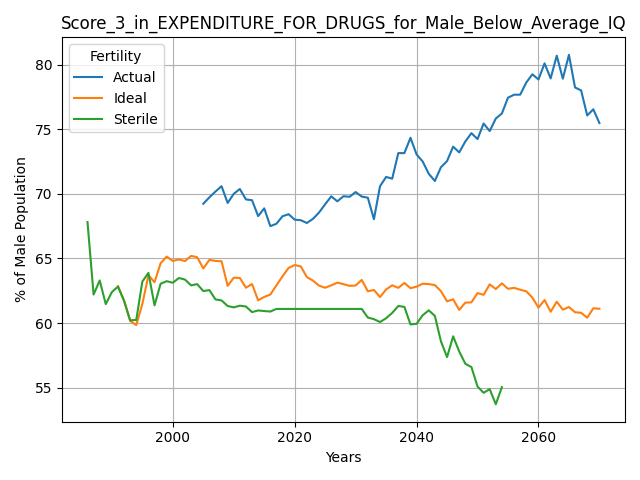 Score_3_in_EXPENDITURE_FOR_DRUGS_for_Male_Below_Average_IQ
Fertility
Actual
Ideal
Sterile
% of Male Population
80
75
70
65
60
55
2000
2020
2040
2060
Years